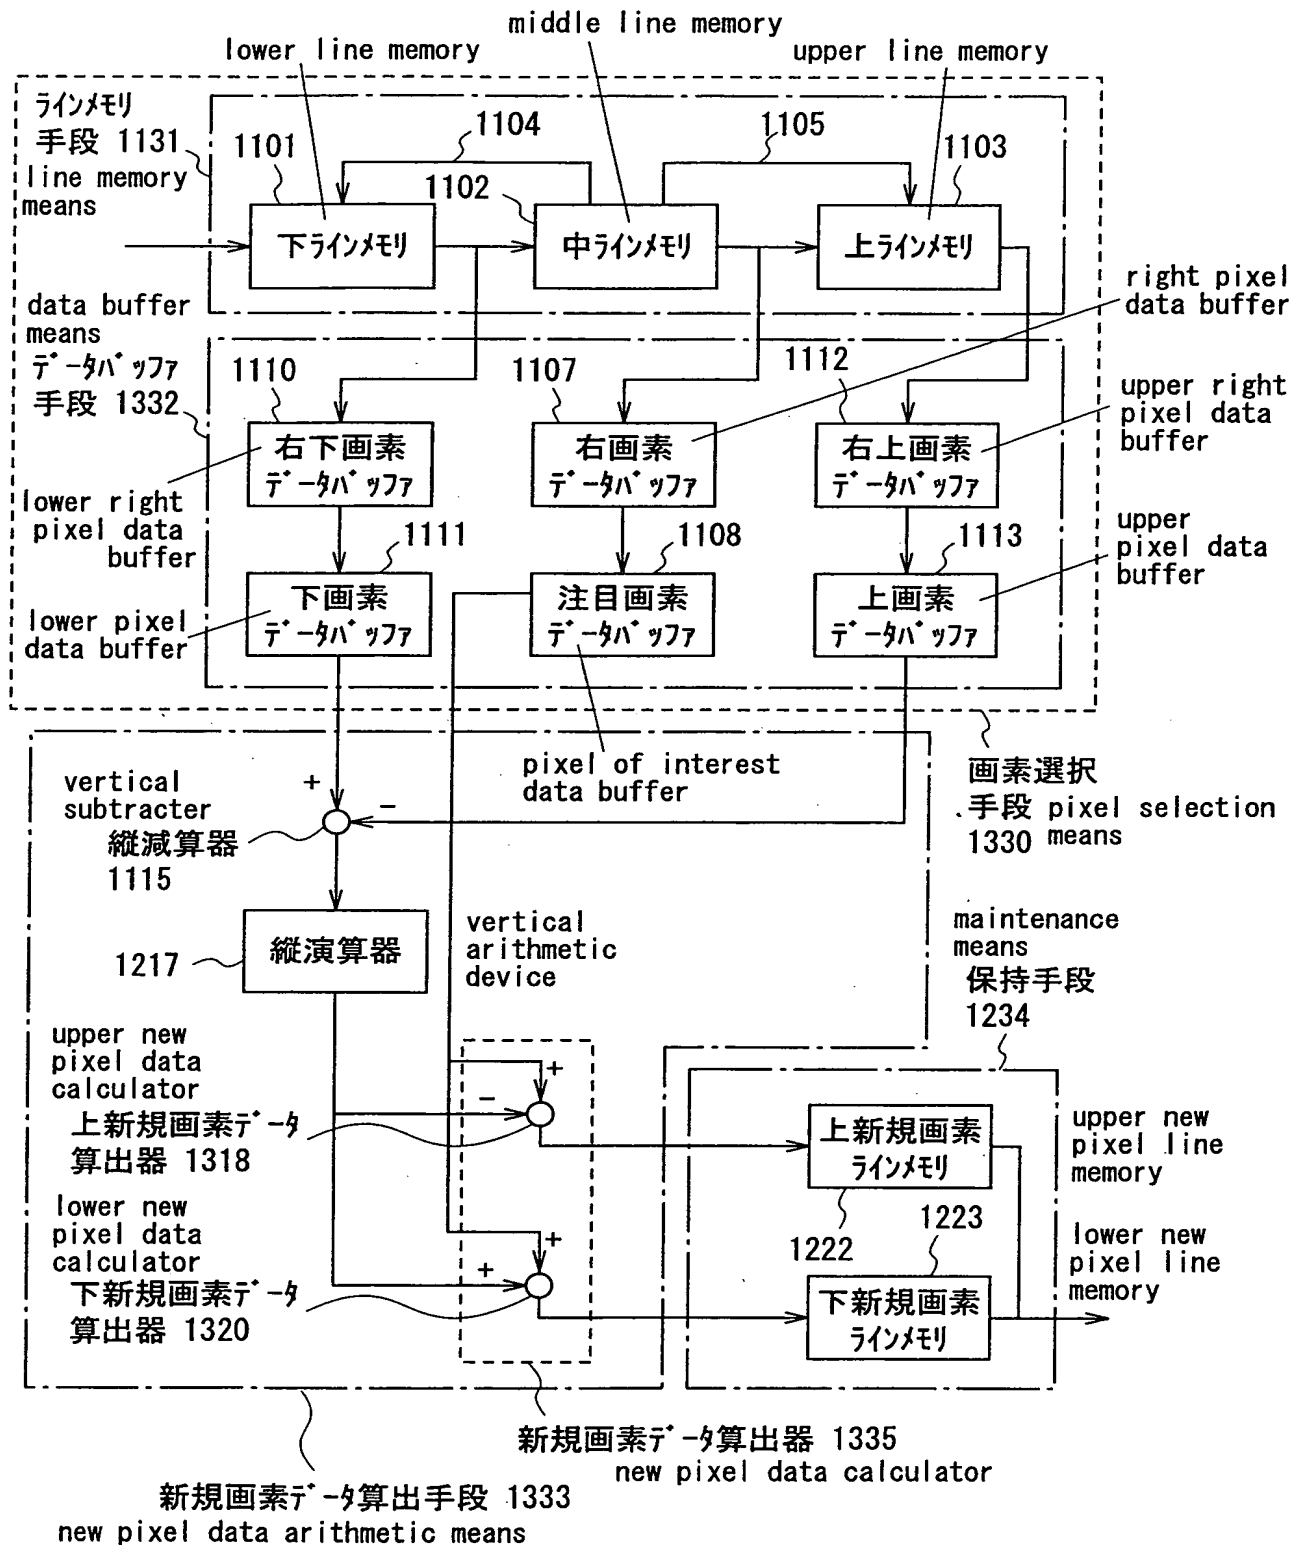 middle line memory
lower line memory
upper line memory
ラインメモリ
手段 1131
line memory
means
1101
1104
1102
1105
1103
下ラインメモリ
中ラインメモリ
上ラインメモリ
right pixel
data buffer
data buffer
means
データバッファ
手段 1332
1110
1107
1112
upper right
pixel data
buffer
右下画素
データバッファ
右画素
データバッファ
右上画素
データバッファ
lower right
pixel data
buffer
1111
1108
1113
upper
pixel data
buffer
下画素
データバッファ
注目画素
データバッファ
上画素
データバッファ
lower pixel
data buffer
pixel of interest
data buffer
画素選択
手段 pixel selection
1330 means
vertical
subtracter
縦減算器
1115
+
−
縦演算器
1217
vertical
arithmetic
device
maintenance
means
保持手段
1234
upper new
pixel data
calculator
上新規画素データ
算出器 1318
+
−
上新規画素
ラインメモリ
1222
upper new
pixel line
memory
lower new
pixel data
calculator
下新規画素データ
算出器 1320
+
+
1223
下新規画素
ラインメモリ
lower new
pixel line
memory
新規画素データ算出器 1335
new pixel data calculator
新規画素データ算出手段 1333
new pixel data arithmetic means